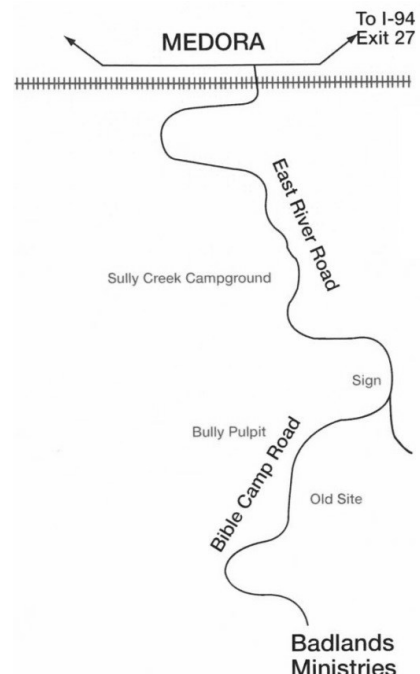 To I-94
Exit 27
MEDORA
East River Road
Sully Creek Campground
Sign
Bully Pulpit
Bible Camp Road
Old Site
Badlands
Ministries